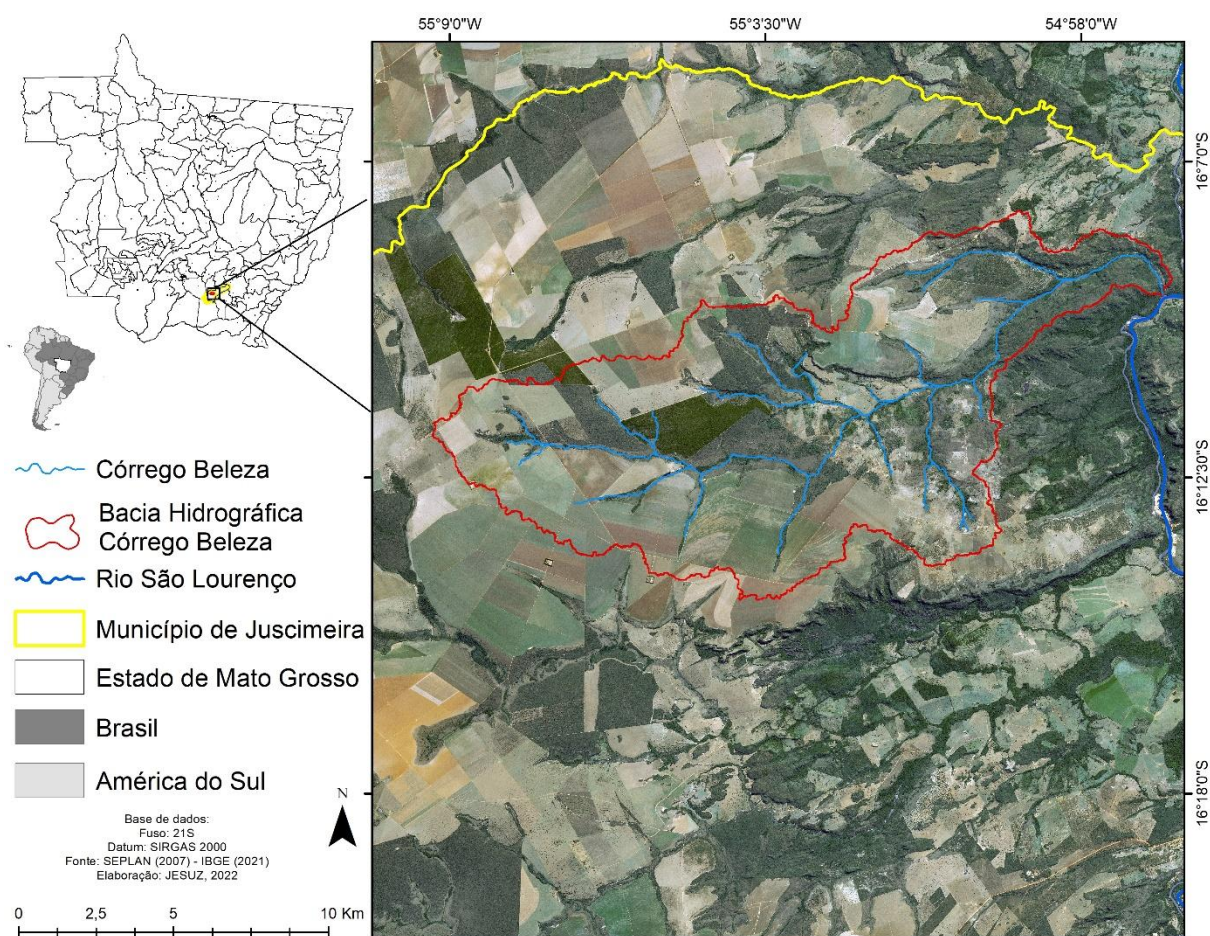 55°9'0"W
55°3'30"W
54°58'0"W
16°7'0"S
16°12'30"S
16°18'0"S
Córrego Beleza
Bacia Hidrográfica
Córrego Beleza
Rio São Lourenço
Município de Juscimeira
Estado de Mato Grosso
Brasil
América do Sul
N
Base de dados:
Fuso: 21S
Datum: SIRGAS 2000
Fonte: SEPLAN (2007) - IBGE (2021)
Elaboração: JESUZ, 2022
0 2,5 5 10 Km